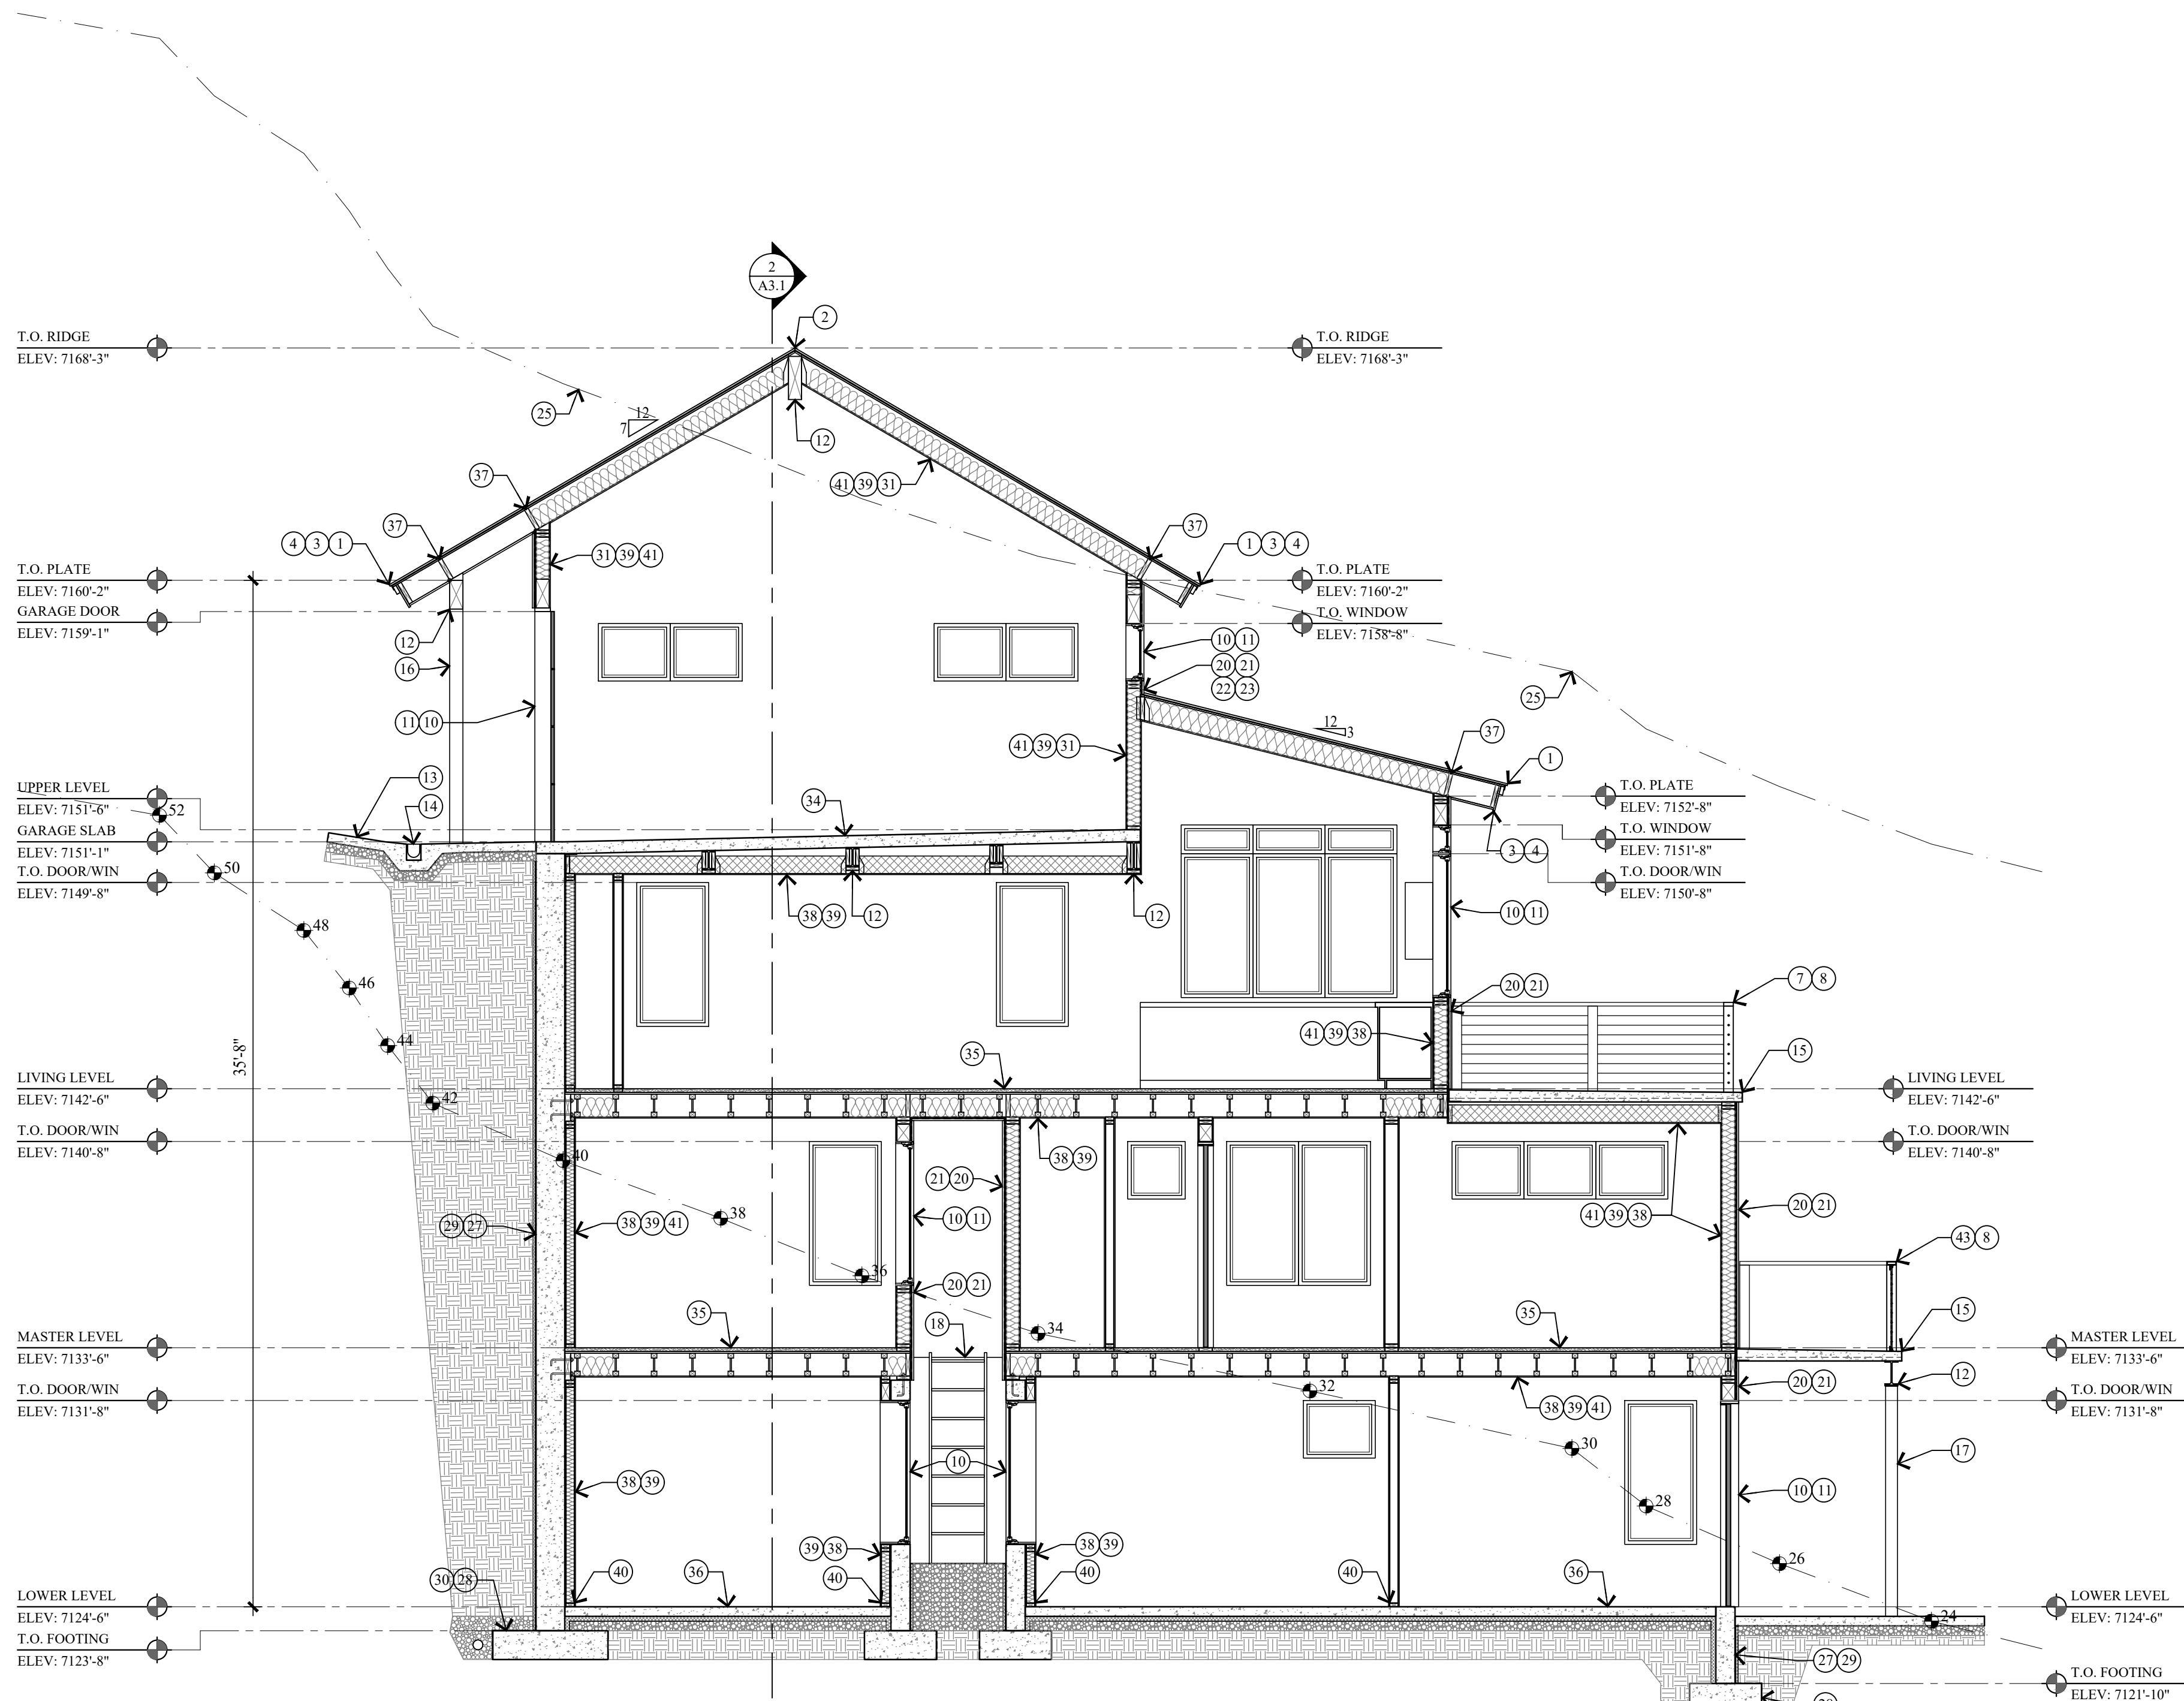 2
A3.1
2
T.O. RIDGE
ELEV: 7168'-3"
T.O. RIDGE
ELEV: 7168'-3"
25
12
7
12
41 39 31
37
37
37
4 3 1
31 39 41
1 3 4
T.O. PLATE
ELEV: 7160'-2"
T.O. PLATE
ELEV: 7160'-2"
GARAGE DOOR
ELEV: 7159'-1"
T.O. WINDOW
ELEV: 7158'-8"
12
16
10 11
20 21
22 23
25
11 10
12
3
37
41 39 31
1
13
14
34
UPPER LEVEL
ELEV: 7151'-6"
52
T.O. PLATE
ELEV: 7152'-8"
GARAGE SLAB
ELEV: 7151'-1"
T.O. WINDOW
ELEV: 7151'-8"
3 4
T.O. DOOR/WIN
ELEV: 7149'-8"
50
T.O. DOOR/WIN
ELEV: 7150'-8"
38 39
12
12
10 11
48
46
7 8
20 21
41 39 38
44
35'-8"
35
15
LIVING LEVEL
ELEV: 7142'-6"
42
LIVING LEVEL
ELEV: 7142'-6"
T.O. DOOR/WIN
ELEV: 7140'-8"
T.O. DOOR/WIN
ELEV: 7140'-8"
40
38 39
21 20
20 21
38
10 11
41 39 38
29 27
38 39 41
43 8
36
20 21
35
18
34
35
15
MASTER LEVEL
ELEV: 7133'-6"
MASTER LEVEL
ELEV: 7133'-6"
20 21
12
32
T.O. DOOR/WIN
ELEV: 7131'-8"
T.O. DOOR/WIN
ELEV: 7131'-8"
38 39 41
30
17
10
38 39
10 11
28
39 38
38 39
26
30 28
40
36
40
40
40
36
LOWER LEVEL
ELEV: 7124'-6"
LOWER LEVEL
ELEV: 7124'-6"
24
T.O. FOOTING
ELEV: 7123'-8"
27 29
T.O. FOOTING
ELEV: 7121'-10"